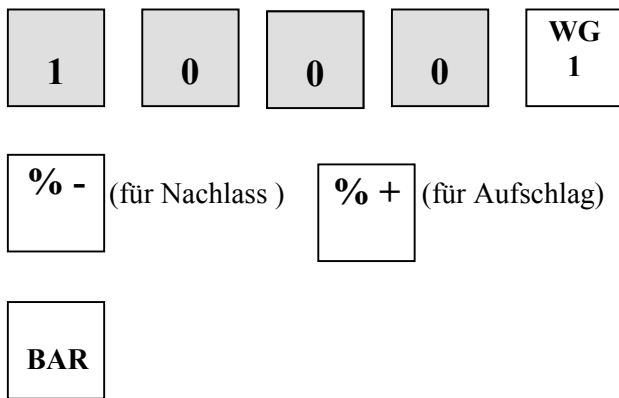 1 0 0 0 WG 1
% - (für Nachlass ) % + (für Aufschlag)
BAR